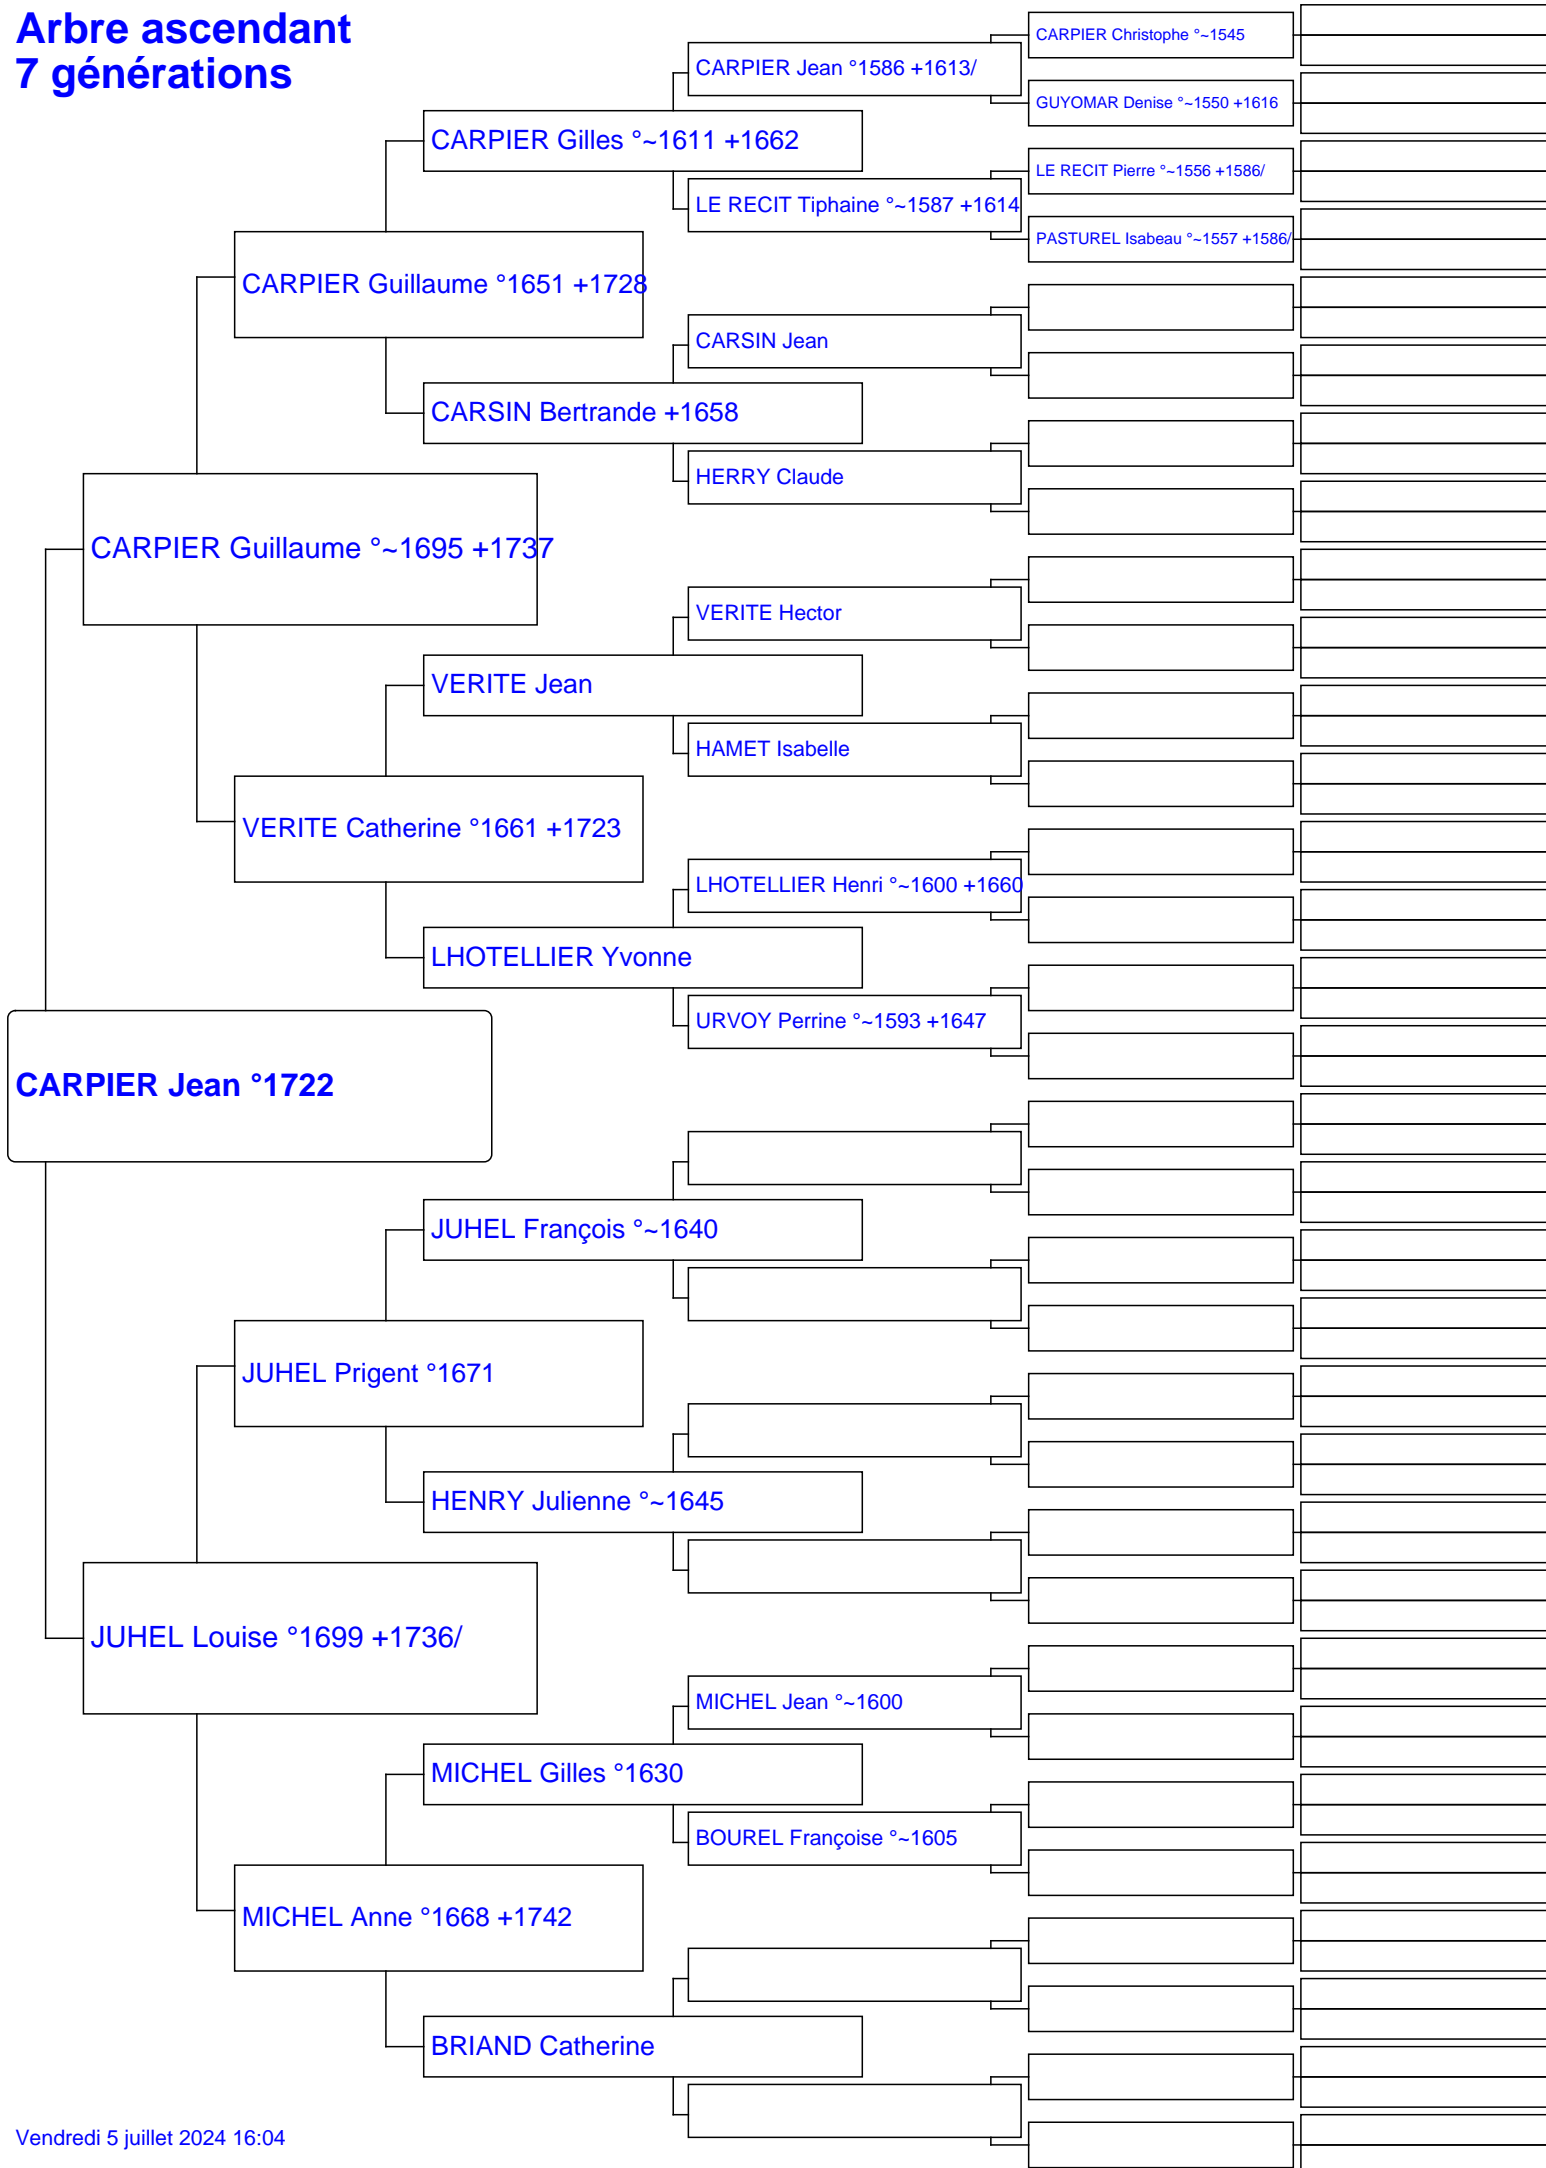 Arbre ascendant
7 générations
CARPIER Christophe °~1545
CARPIER Jean °1586 +1613/
GUYOMAR Denise °~1550 +1616
CARPIER Gilles °~1611 +1662
LE RECIT Pierre °~1556 +1586/
LE RECIT Tiphaine °~1587 +1614
PASTUREL Isabeau °~1557 +1586/
CARPIER Guillaume °1651 +1728
CARSIN Jean
CARSIN Bertrande +1658
HERRY Claude
CARPIER Guillaume °~1695 +1737
VERITE Hector
VERITE Jean
HAMET Isabelle
VERITE Catherine °1661 +1723
LHOTELLIER Henri °~1600 +1660
LHOTELLIER Yvonne
URVOY Perrine °~1593 +1647
CARPIER Jean °1722
JUHEL François °~1640
JUHEL Prigent °1671
HENRY Julienne °~1645
JUHEL Louise °1699 +1736/
MICHEL Jean °~1600
MICHEL Gilles °1630
BOUREL Françoise °~1605
MICHEL Anne °1668 +1742
BRIAND Catherine
Vendredi 5 juillet 2024 16:04